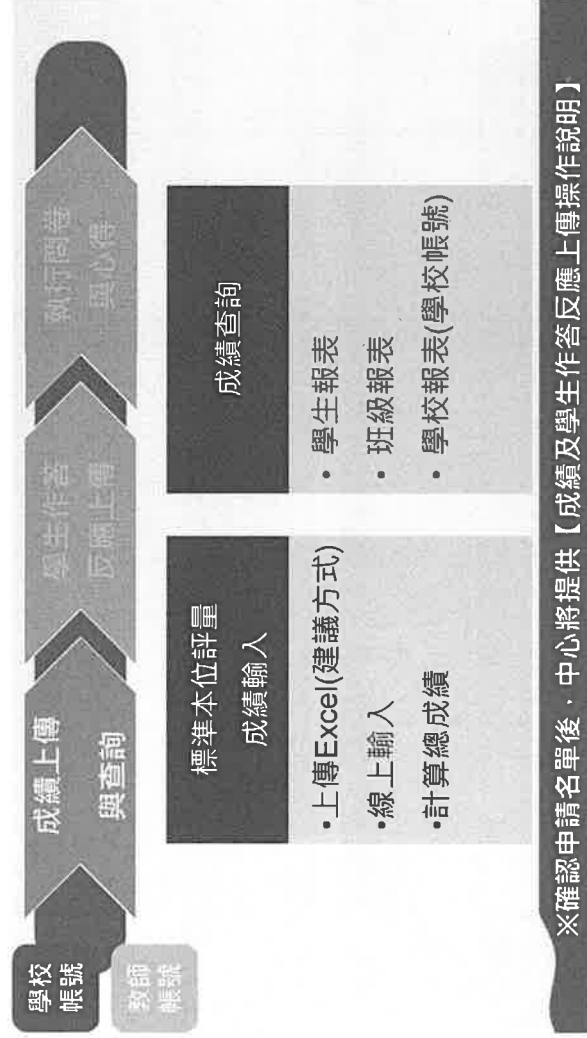 學校
帳號
教師
帳號
成績上傳
與查詢
學生作答
反應上傳
執行問卷
與心得
標準本位評量
成績輸入
•上傳Excel(建議方式)
•線上輸入
•計算總成績
成績查詢
• 學生報表
• 班級報表
• 學校報表(學校帳號)
※確認申請名單後，中心將提供【成績及學生作答反應上傳操作說明】